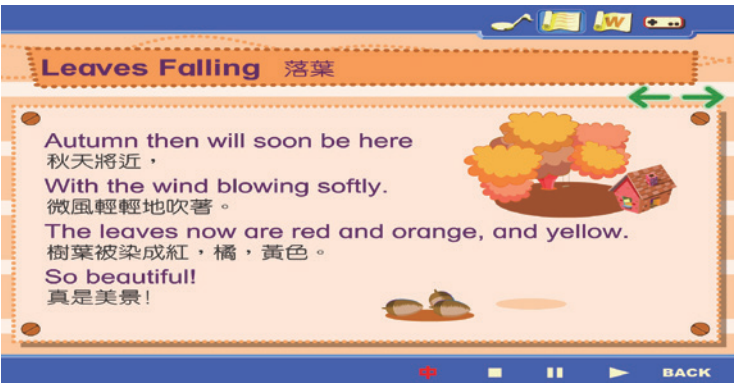 W
Leaves Falling 落葉
Autumn then will soon be here
秋天將近，
With the wind blowing softly.
微風輕輕地吹著。
The leaves now are red and orange, and yellow.
樹葉被染成紅，橘，黃色。
So beautiful!
真是美景！
中 BACK